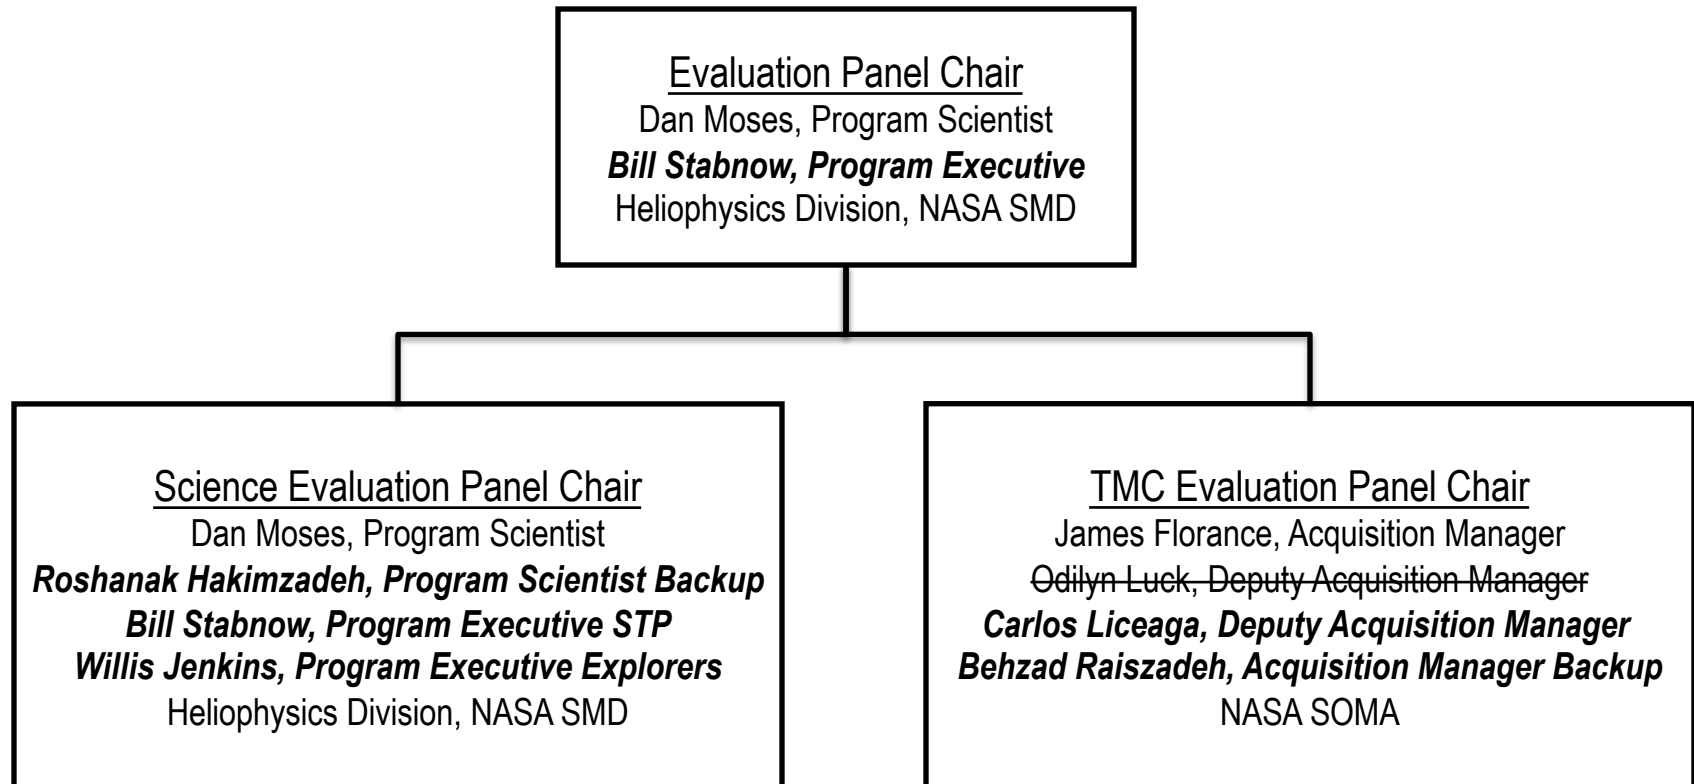 Evaluation Panel Chair
Dan Moses, Program Scientist
Bill Stabnow, Program Executive
Heliophysics Division, NASA SMD
Science Evaluation Panel Chair
Dan Moses, Program Scientist
Roshanak Hakimzadeh, Program Scientist Backup
Bill Stabnow, Program Executive STP
Willis Jenkins, Program Executive Explorers
Heliophysics Division, NASA SMD
TMC Evaluation Panel Chair
James Florance, Acquisition Manager
Odilyn Luck, Deputy Acquisition Manager
Carlos Liceaga, Deputy Acquisition Manager
Behzad Raiszadeh, Acquisition Manager Backup
NASA SOMA